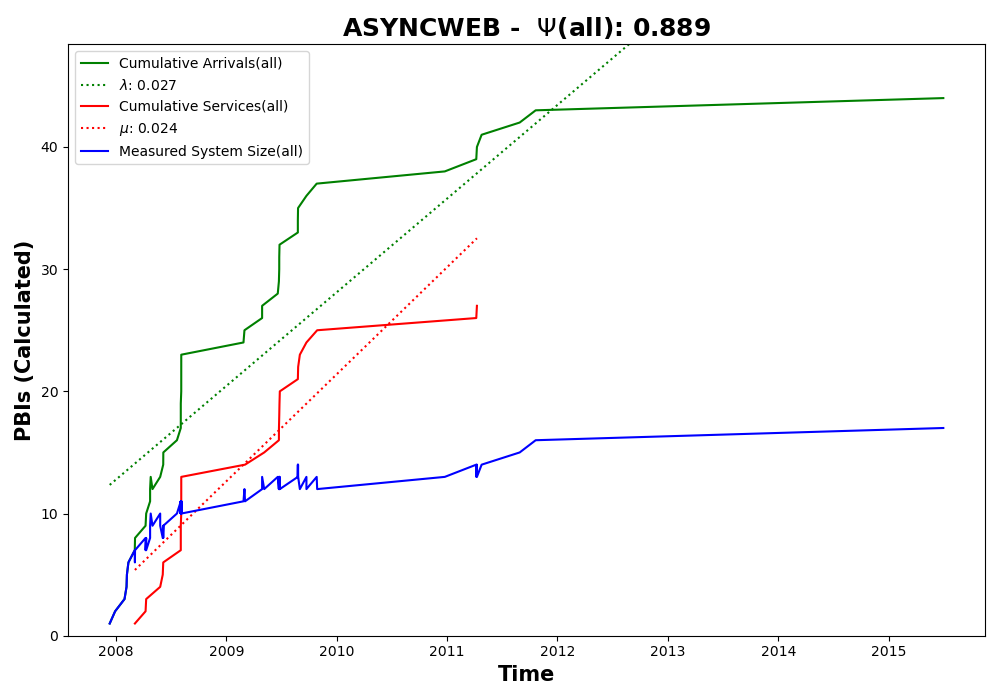 ASYNCWEB - Ψ(all): 0.889
Cumulative Arrivals(all)
λ: 0.027
Cumulative Services(all)
μ: 0.024
Measured System Size(all)
PBIs (Calculated)
40
30
20
10
0
2008 2009 2010 2011 2012 2013 2014 2015
Time